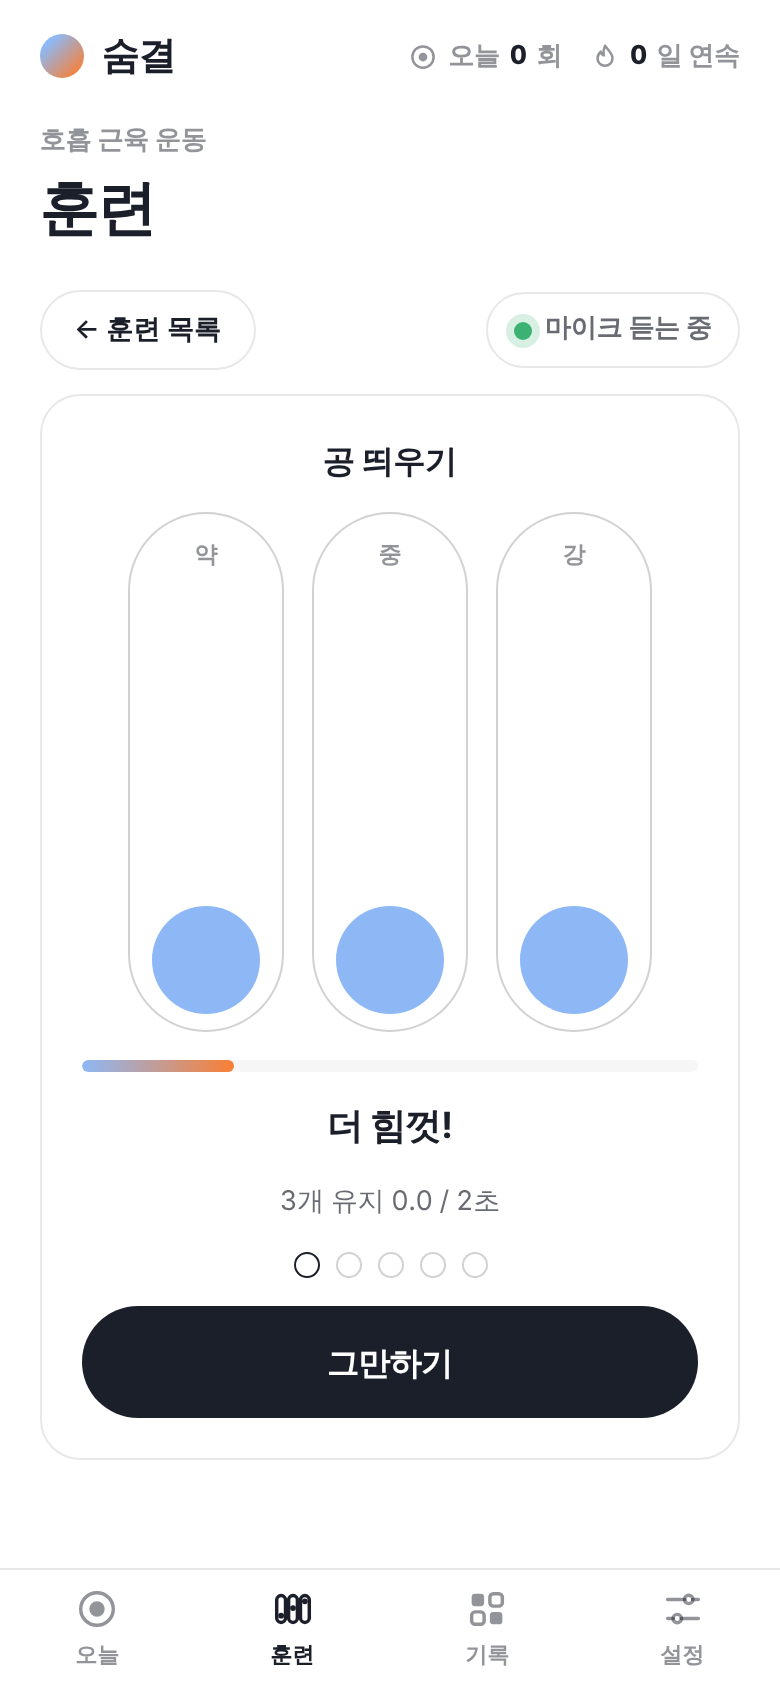 숨결
오늘 0 회 0 일 연속
호흡 근육 운동
훈련
← 훈련 목록
마이크 듣는 중
공 띄우기
약 중 강
더 힘껏!
3개 유지 0.0 / 2초
그만하기
오늘 훈련 기록 설정